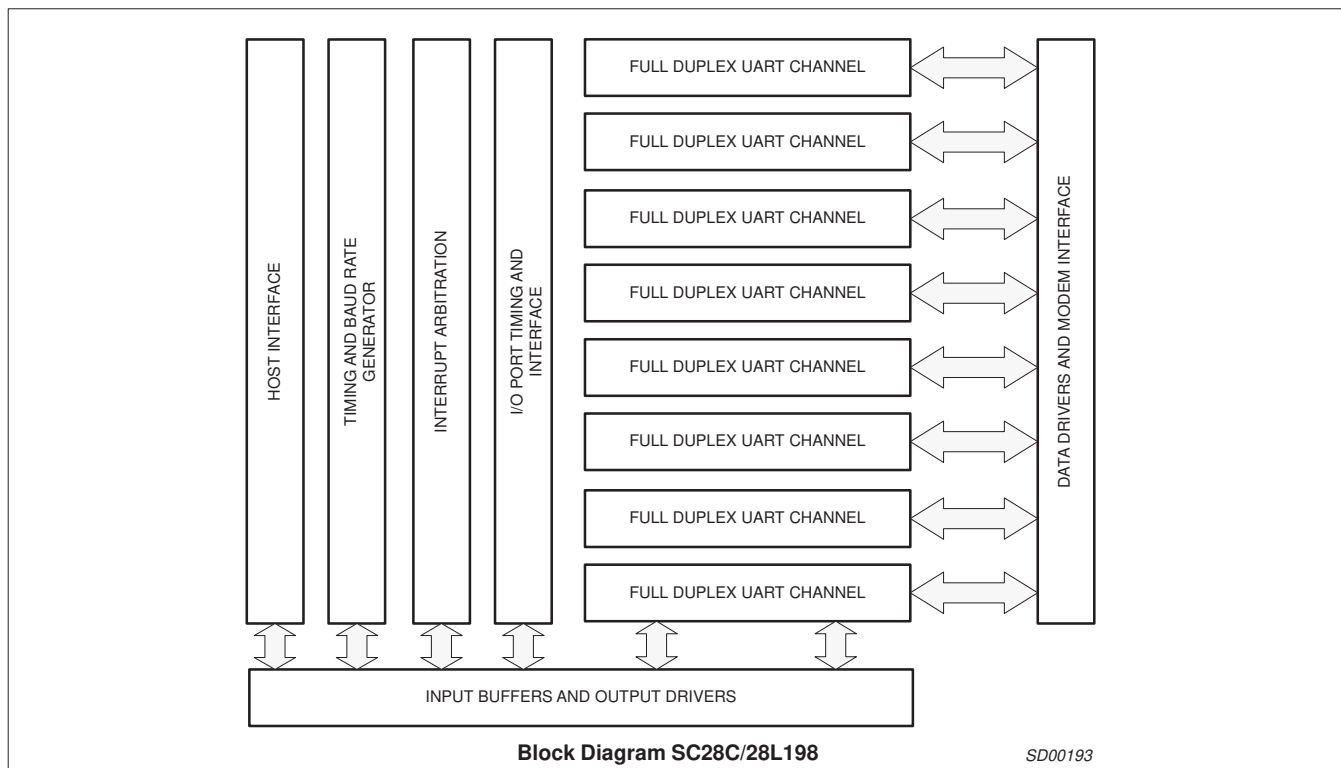 HOST INTERFACE
TIMING AND BAUD RATE
GENERATOR
INTERRUPT ARBITRATION
I/O PORT TIMING AND
INTERFACE
FULL DUPLEX UART CHANNEL
FULL DUPLEX UART CHANNEL
FULL DUPLEX UART CHANNEL
FULL DUPLEX UART CHANNEL
FULL DUPLEX UART CHANNEL
FULL DUPLEX UART CHANNEL
FULL DUPLEX UART CHANNEL
FULL DUPLEX UART CHANNEL
DATA DRIVERS AND MODEM INTERFACE
INPUT BUFFERS AND OUTPUT DRIVERS
Block Diagram SC28C/28L198
SD00193